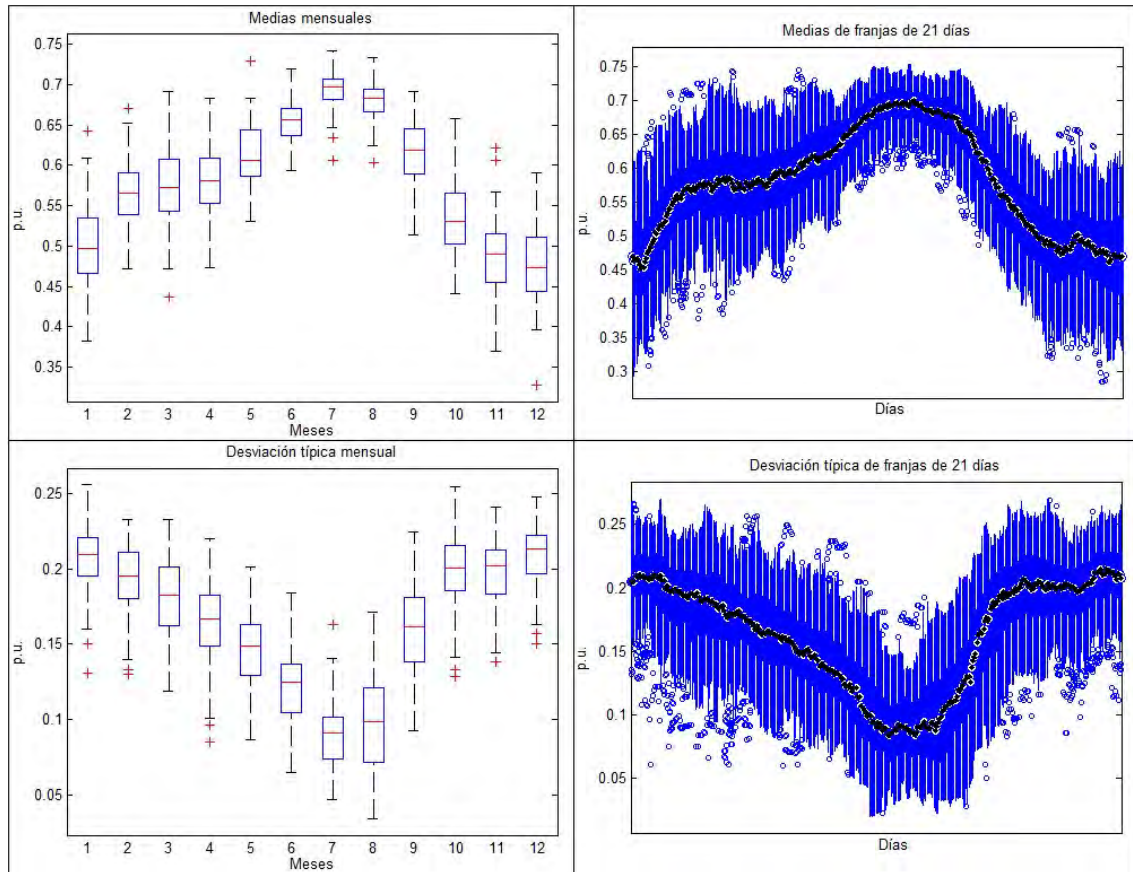 Medias mensuales
0.75
0.7
0.65
0.6
0.55
0.5
0.45
0.4
0.35
p.u.
1 2 3 4 5 6 7 8 9 10 11 12
Meses
Medias de franjas de 21 días
0.75
0.7
0.65
0.6
0.55
0.5
0.45
0.4
0.35
0.3
p.u.
Días
Desviación típica mensual
0.25
0.2
0.15
0.1
0.05
p.u.
1 2 3 4 5 6 7 8 9 10 11 12
Meses
Desviación típica de franjas de 21 días
0.25
0.2
0.15
0.1
0.05
p.u.
Días